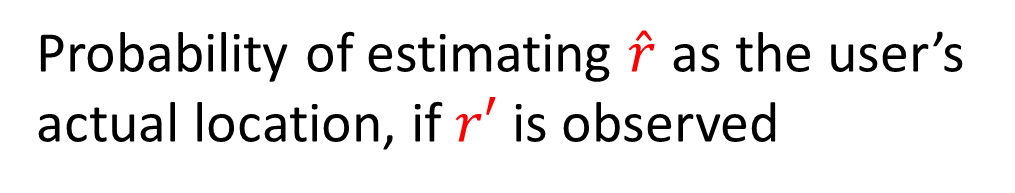 Probability of estimating r̂ as the user’s
actual location, if r′ is observed